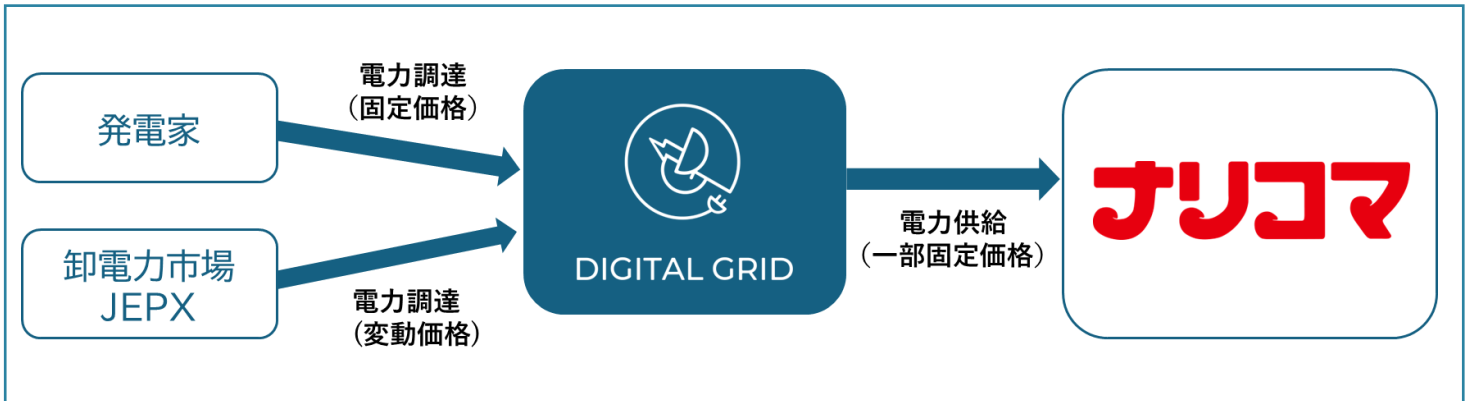 発電家
電力調達
（固定価格）
卸電力市場
JEPX
電力調達
（変動価格）
DIGITAL GRID
電力供給
（一部固定価格）
ナリコマ